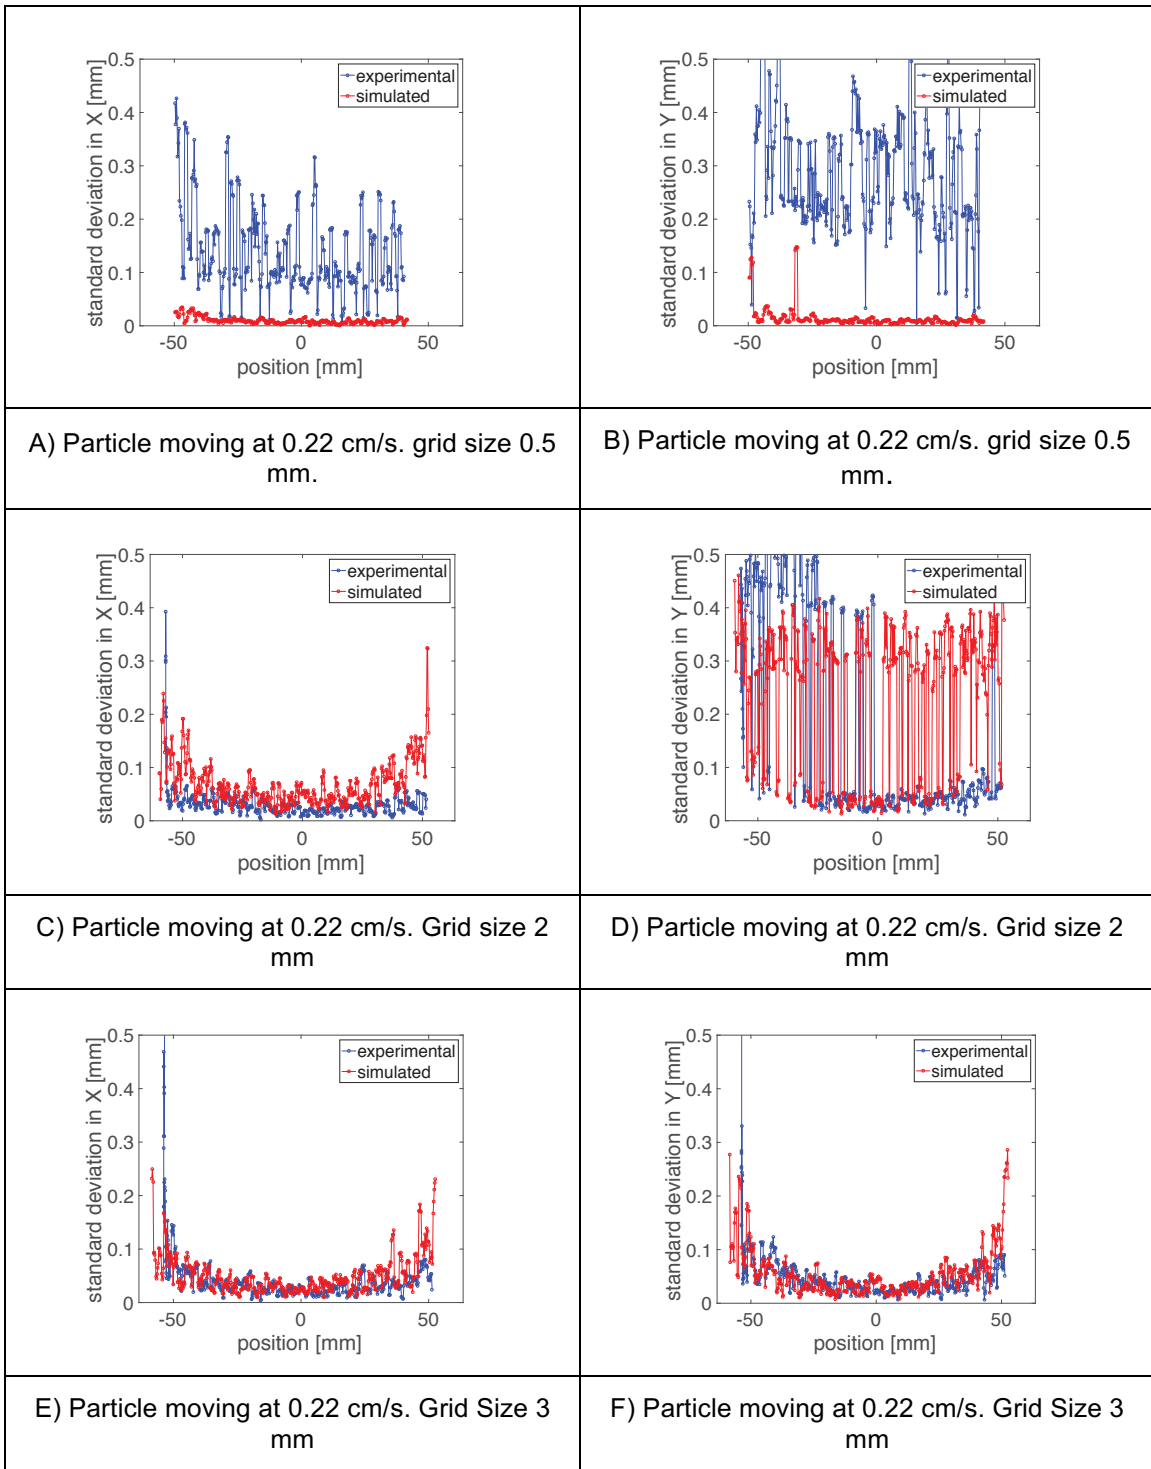 0.5
0.4
0.3
0.2
0.1
0
standard deviation in X [mm]
experimental
simulated
-50
0
50
position [mm]
0.5
0.4
0.3
0.2
0.1
0
standard deviation in Y [mm]
experimental
simulated
-50
0
50
position [mm]
A) Particle moving at 0.22 cm/s. grid size 0.5
mm.
B) Particle moving at 0.22 cm/s. grid size 0.5
mm.
0.5
0.4
0.3
0.2
0.1
0
standard deviation in X [mm]
experimental
simulated
-50
0
50
position [mm]
0.5
0.4
0.3
0.2
0.1
0
standard deviation in Y [mm]
experimental
simulated
-50
0
50
position [mm]
C) Particle moving at 0.22 cm/s. Grid size 2
mm
D) Particle moving at 0.22 cm/s. Grid size 2
mm
0.5
0.4
0.3
0.2
0.1
0
standard deviation in X [mm]
experimental
simulated
-50
0
50
position [mm]
0.5
0.4
0.3
0.2
0.1
0
standard deviation in Y [mm]
experimental
simulated
-50
0
50
position [mm]
E) Particle moving at 0.22 cm/s. Grid Size 3
mm
F) Particle moving at 0.22 cm/s. Grid Size 3
mm